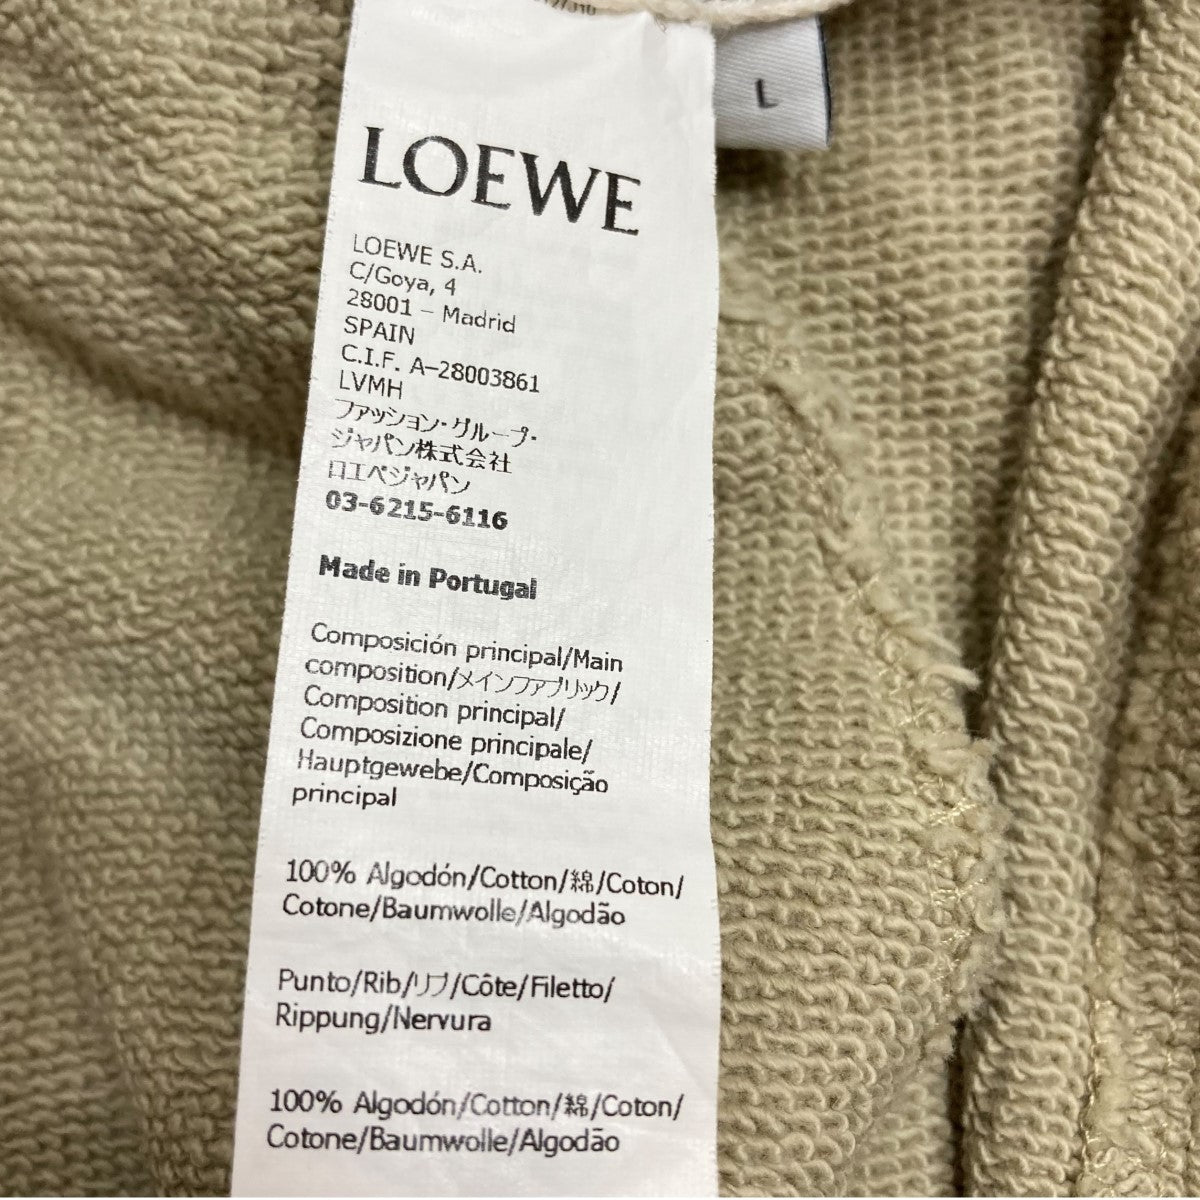 L
LOEWE
LOEWE S.A.
C/Goya, 4
28001 – Madrid
SPAIN
C.I.F. A-28003861
LVMH
ファッション・グループ・
ジャパン株式会社
ロエベジャパン
03-6215-6116
Made in Portugal
Composición principal/Main
composition/メインファブリック/
Composition principal/
Composizione principale/
Hauptgewebe/Composição
principal
100% Algodón/Cotton/綿/Coton/
Cotone/Baumwolle/Algodão
Punto/Rib/リブ/Côte/Filetto/
Rippung/Nervura
100% Algodón/Cotton/綿/Coton/
Cotone/Baumwolle/Algodão